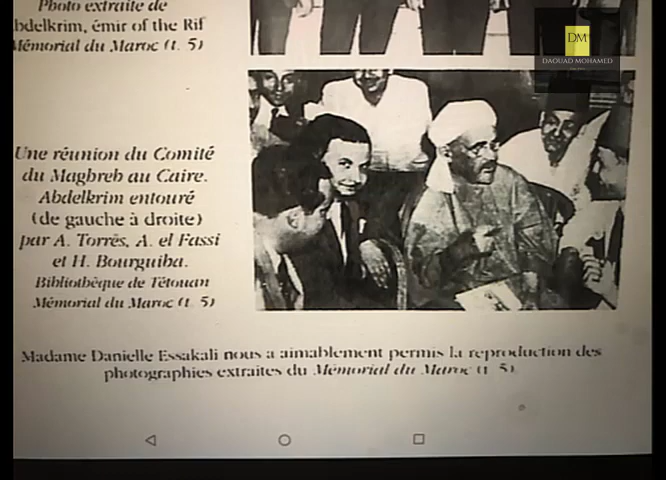 Photo extraite de
Abdelkrim, émir of the Rif
Mémorial du Maroc (t. 5)
Une réunion du Comité
du Magbreb au Caire.
Abdelkrim entouré
(de gauche à droite)
par A. Torrès, A. el Fassi
et H. Bourguiba.
Bibliothèque de Tétouan
Mémorial du Maroc (t. 5)
Madame Danielle Essakali nous a aimablement permis la reproduction des
photographies extraites du Mémorial du Maroc (t. 5).
DM
DAOUAD MOHAMED